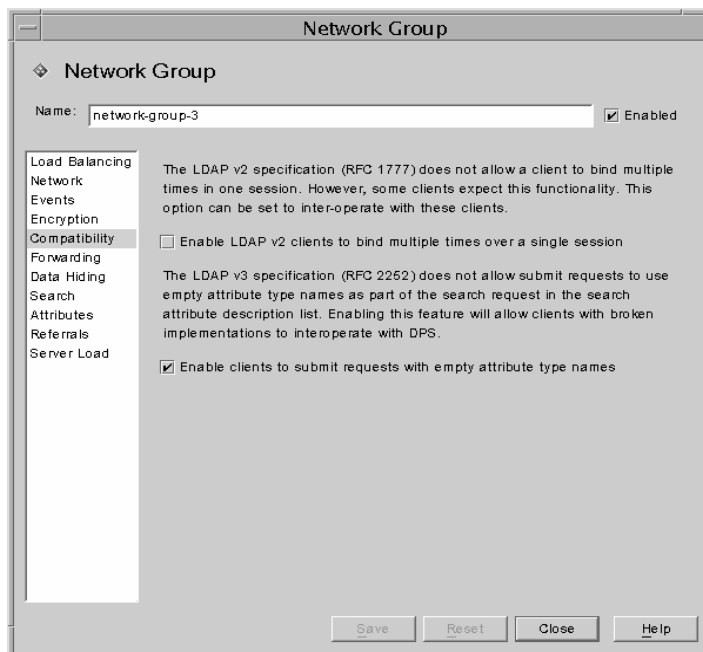 Network Group
Network Group
Name:
network-group-3
Enabled
Load Balancing
Network
Events
Encryption
Compatibility
Forwarding
Data Hiding
Search
Attributes
Referrals
Server Load
The LDAP v2 specification (RFC 1777) does not allow a client to bind multiple
times in one session. However, some clients expect this functionality. This
option can be set to inter-operate with these clients.
Enable LDAP v2 clients to bind multiple times over a single session
The LDAP v3 specification (RFC 2252) does not allow submit requests to use
empty attribute type names as part of the search request in the search
attribute description list. Enabling this feature will allow clients with broken
implementations to interoperate with DPS.
Enable clients to submit requests with empty attribute type names
Save
Reset
Close
Help